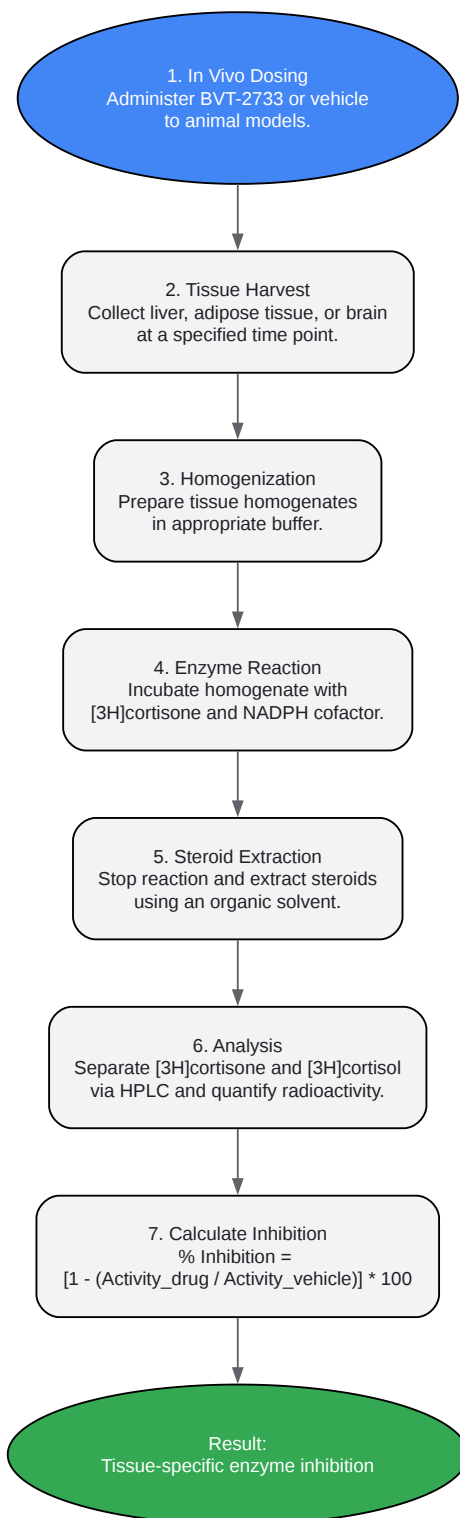 1. In Vivo Dosing
Administer BVT-2733 or vehicle
to animal models.
2. Tissue Harvest
Collect liver, adipose tissue, or brain
at a specified time point.
3. Homogenization
Prepare tissue homogenates
in appropriate buffer.
4. Enzyme Reaction
Incubate homogenate with
[3H]cortisone and NADPH cofactor.
5. Steroid Extraction
Stop reaction and extract steroids
using an organic solvent.
6. Analysis
Separate [3H]cortisone and [3H]cortisol
via HPLC and quantify radioactivity.
7. Calculate Inhibition
% Inhibition =
[1 - (Activity_drug / Activity_vehicle)] * 100
Result:
Tissue-specific enzyme inhibition